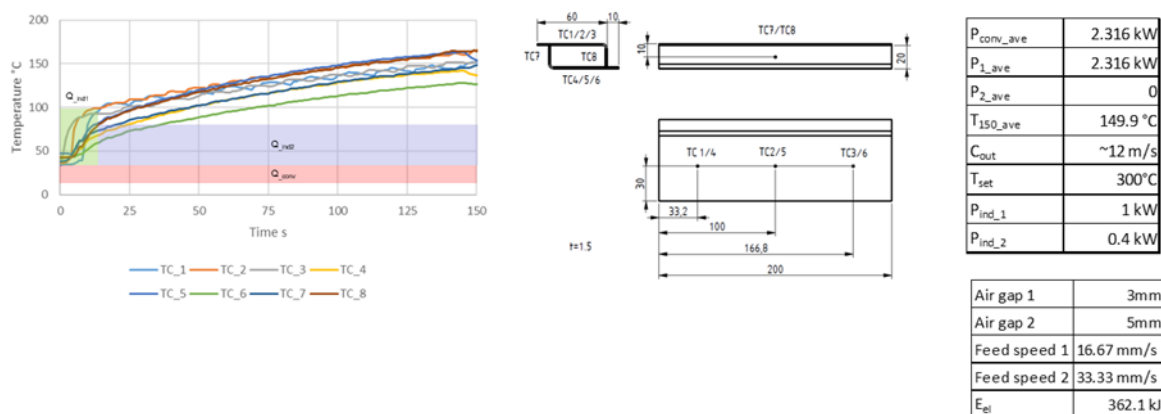 200
150
100
50
0
Temperature °C
Q_ind1
Q_ind2
Q_conv
0 25 50 75 100 125 150
Time s
TC_1 TC_2 TC_3 TC_4
TC_5 TC_6 TC_7 TC_8
60 10
TC1/2/3
TC7 TC8
TC4/5/6
TC7/TC8
10
20
TC 1/4 TC2/5 TC3/6
30
33,2
100
166,8
200
t=1.5
P_conv_ave 2.316 kW
P_1_ave 2.316 kW
P_2_ave 0
T_150_ave 149.9 °C
C_out ~12 m/s
T_set 300°C
P_ind_1 1 kW
P_ind_2 0.4 kW
Air gap 1 3mm
Air gap 2 5mm
Feed speed 1 16.67 mm/s
Feed speed 2 33.33 mm/s
E_el 362.1 kJ